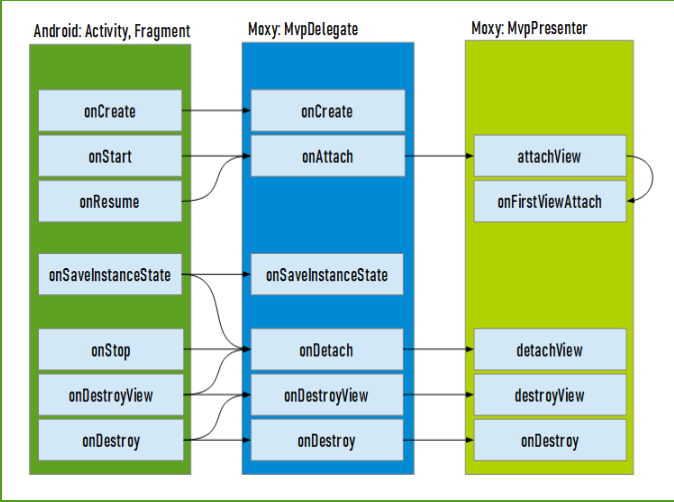 Android: Activity, Fragment
onCreate
onStart
onResume
onSaveInstanceState
onStop
onDestroyView
onDestroy
Moxy: MvpDelegate
onCreate
onAttach
onSaveInstanceState
onDetach
onDestroyView
onDestroy
Moxy: MvpPresenter
attachView
onFirstViewAttach
detachView
destroyView
onDestroy